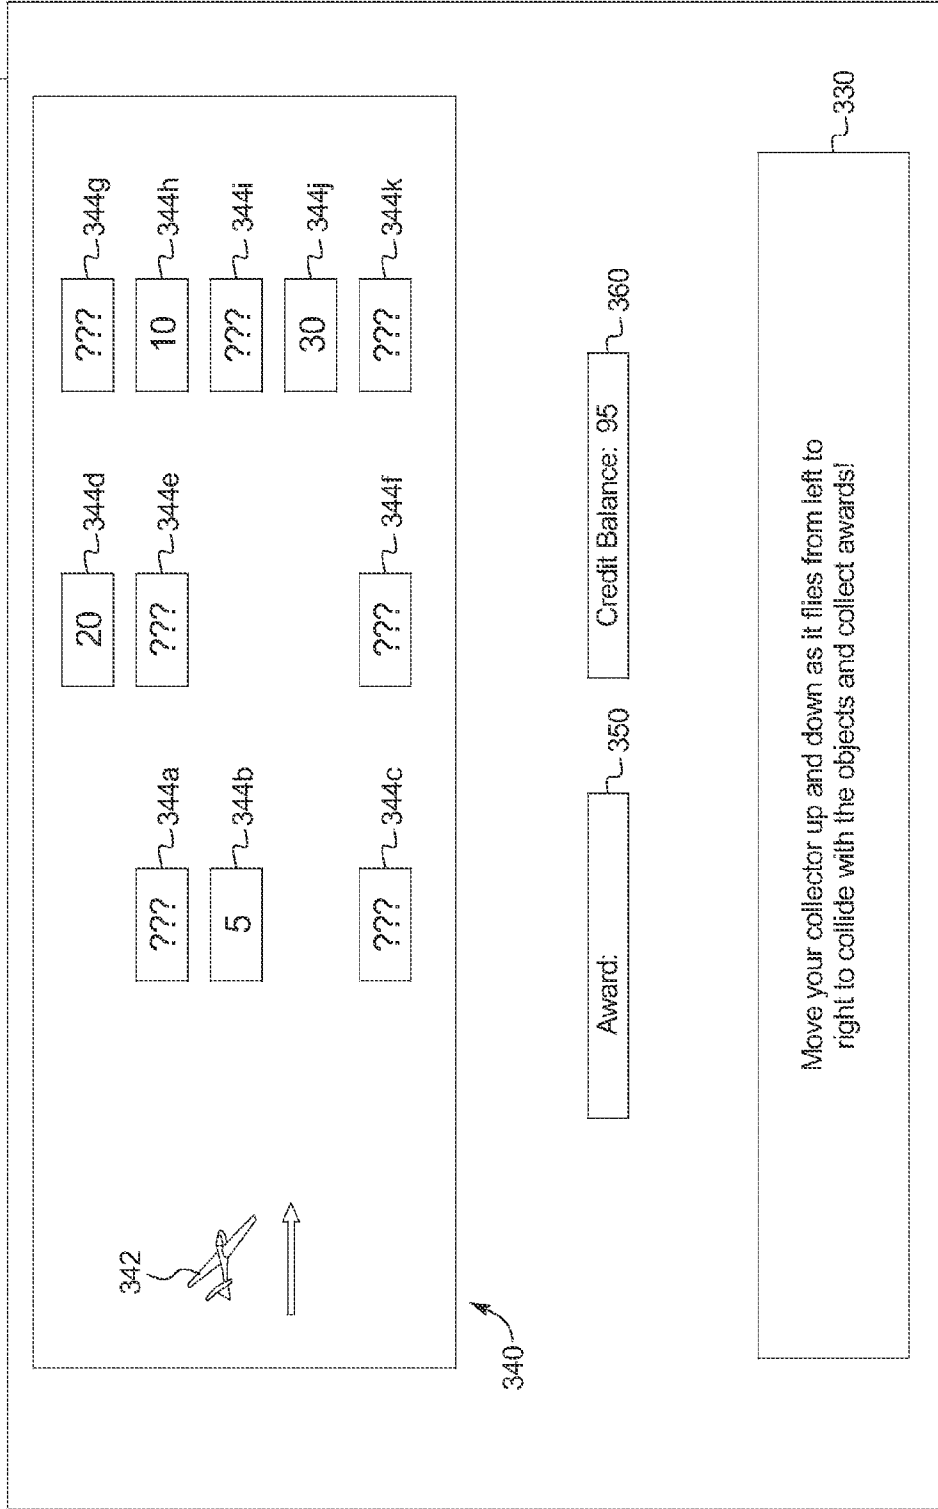 20 344d ??? 344g
342
??? 344a ??? 344e 10 344h
5 344b ??? 344i
30 344j
??? 344c ??? 344f ??? 344k
340
Award: 350 Credit Balance: 95 360
330
Move your collector up and down as it flies from left to
right to collide with the objects and collect awards!